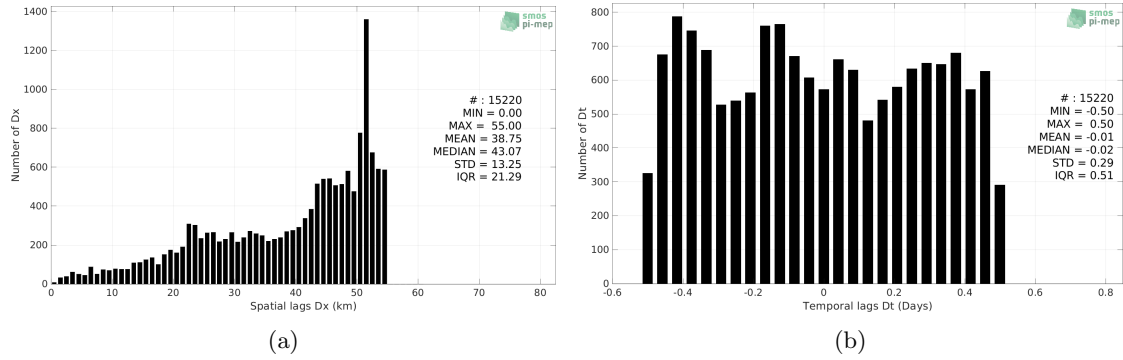 1400
1200
1000
800
600
400
200
0
0 10 20 30 40 50 60 70 80
Number of Dx
Spatial lags Dx (km)
smos
pi-mep
# : 15220
MIN = 0.00
MAX = 55.00
MEAN = 38.75
MEDIAN = 43.07
STD = 13.25
IQR = 21.29
(a)
800
700
600
500
400
300
200
100
0
-0.6 -0.4 -0.2 0 0.2 0.4 0.6 0.8
Number of Dt
Temporal lags Dt (Days)
smos
pi-mep
# : 15220
MIN = -0.50
MAX = 0.50
MEAN = -0.01
MEDIAN = -0.02
STD = 0.29
IQR = 0.51
(b)